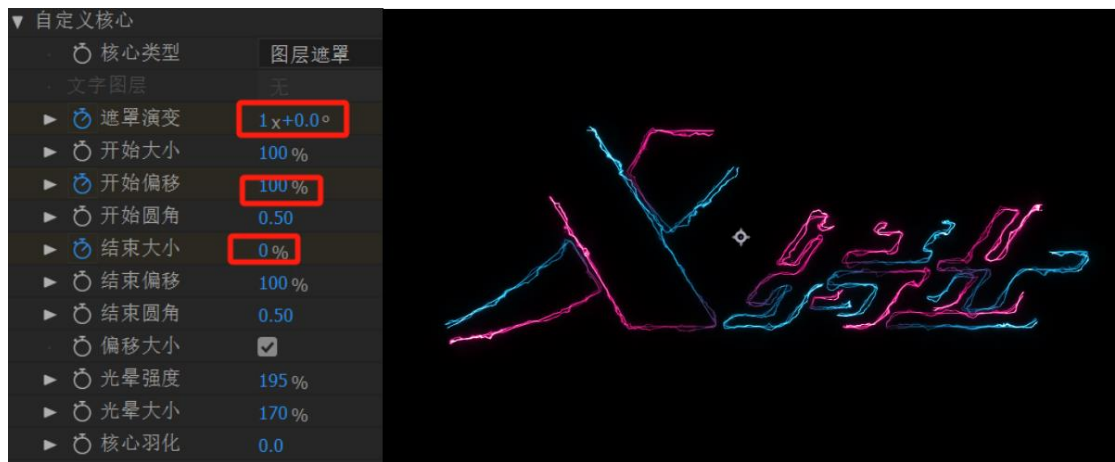 自定义核心
核心类型 图层遮罩
文字图层 无
遮罩演变 1x+0.0°
开始大小 100%
开始偏移 100%
开始圆角 0.50
结束大小 0%
结束偏移 100%
结束圆角 0.50
偏移大小
光晕强度 195%
光晕大小 170%
核心羽化 0.0